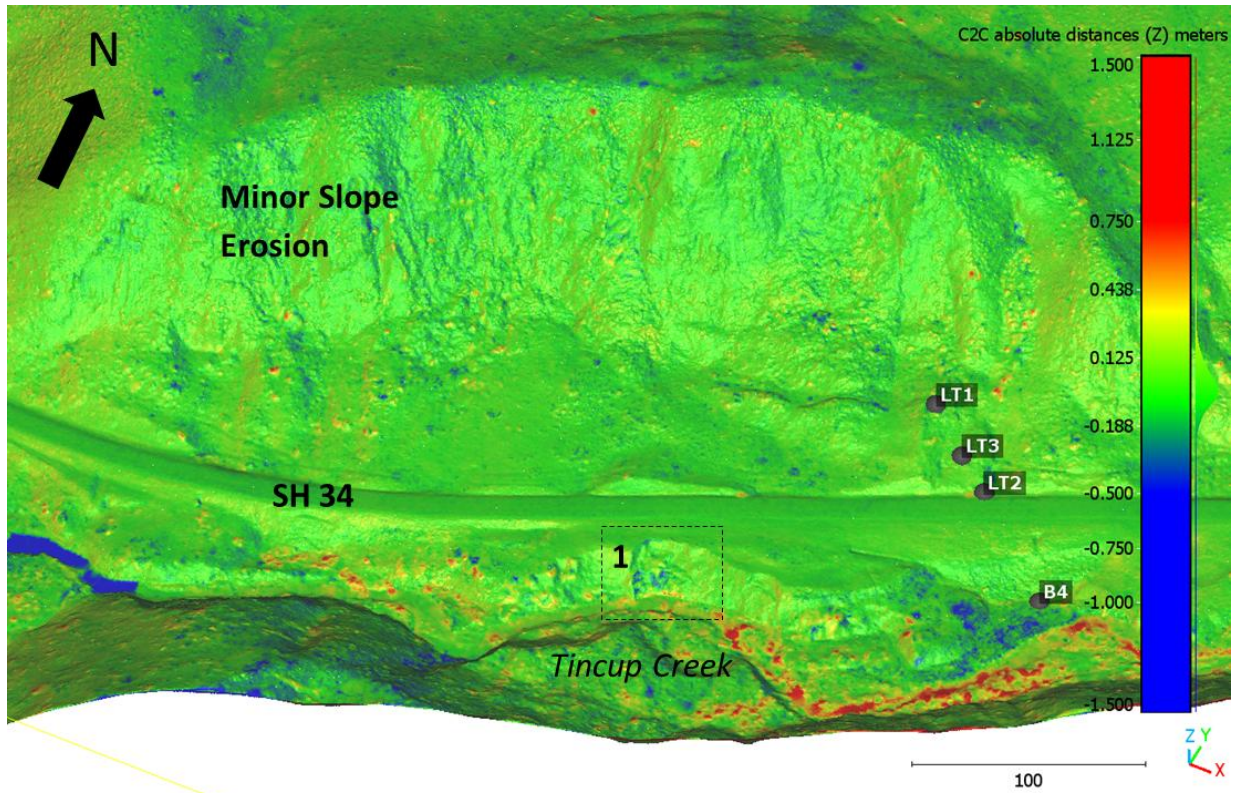 C2C absolute distances (Z) meters
N
1.500
1.125
0.750
0.438
0.125
-0.188
-0.500
-0.750
-1.000
-1.500
Minor Slope
Erosion
LT1
LT3
LT2
SH 34
1
B4
Tincup Creek
Z
Y
X
100